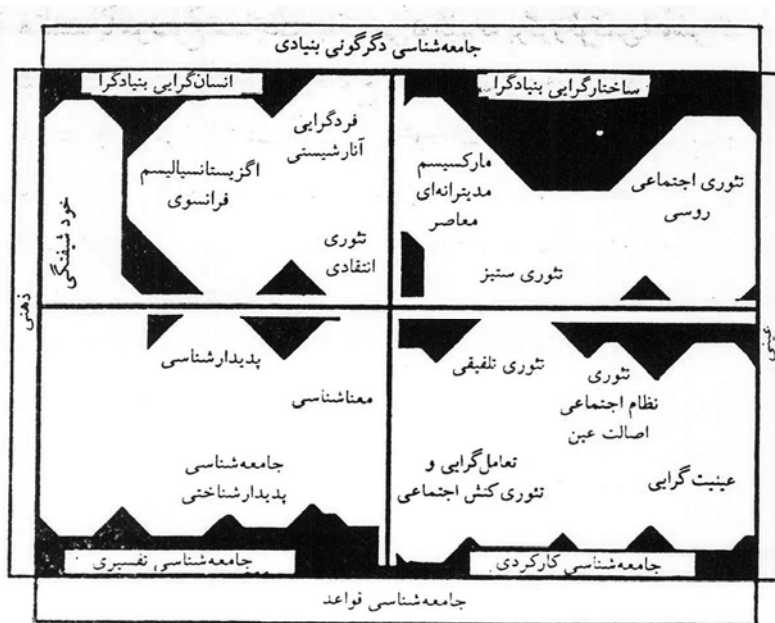 جامعه‌شناسی دگرگونی بنیادی
ساختارگرایی بنیادگرا
انسان‌گرایی بنیادگرا
مارکسیسم
مدیترانه‌ای
معاصر
تئوری اجتماعی
روسی
تئوری ستیز
فردگرایی
آنارشیستی
اگزیستانسیالیسم
فرانسوی
تئوری
انتقادی
خود شیفتگی
عینی
ذهنی
تئوری
نظام اجتماعی
اصالت عین
تئوری تلفیقی
عینیت گرایی
تعامل‌گرایی و
تئوری کنش اجتماعی
پدیدارشناسی
معناشناسی
جامعه‌شناسی
پدیدارشناختی
جامعه‌شناسی کارکردی
جامعه‌شناسی تفسیری
جامعه‌شناسی قواعد